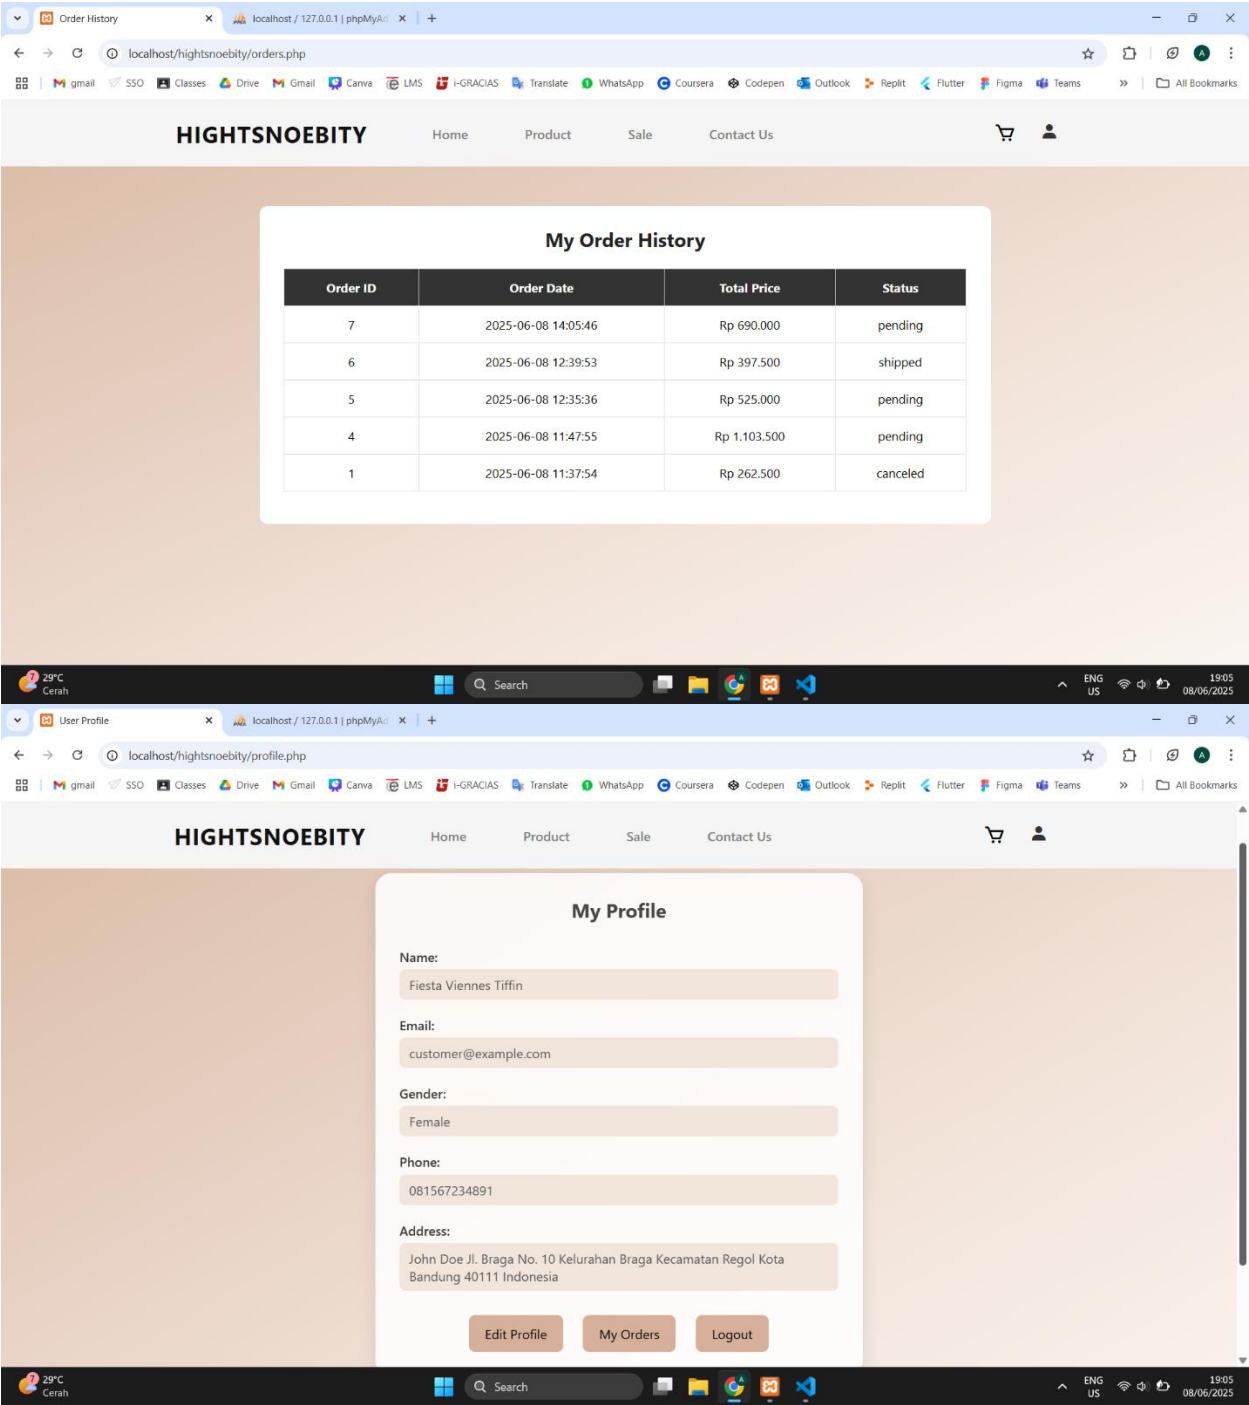 Order History
localhost / 127.0.0.1 | phpMyAd
localhost/hightsnoebity/orders.php
gmail SSO Classes Drive Gmail Canva LMS i-GRACIAS Translate WhatsApp Coursera Codepen Outlook Replit Flutter Figma Teams » All Bookmarks
HIGHTSNOEBITY Home Product Sale Contact Us
My Order History
Order ID Order Date Total Price Status
7 2025-06-08 14:05:46 Rp 690.000 pending
6 2025-06-08 12:39:53 Rp 397.500 shipped
5 2025-06-08 12:35:36 Rp 525.000 pending
4 2025-06-08 11:47:55 Rp 1.103.500 pending
1 2025-06-08 11:37:54 Rp 262.500 canceled
7 29°C Search ENG 19:05
Cerah US 08/06/2025
User Profile
localhost / 127.0.0.1 | phpMyAd
localhost/hightsnoebity/profile.php
gmail SSO Classes Drive Gmail Canva LMS i-GRACIAS Translate WhatsApp Coursera Codepen Outlook Replit Flutter Figma Teams » All Bookmarks
HIGHTSNOEBITY Home Product Sale Contact Us
My Profile
Name:
Fiesta Viennes Tiffin
Email:
customer@example.com
Gender:
Female
Phone:
081567234891
Address:
John Doe Jl. Braga No. 10 Kelurahan Braga Kecamatan Regol Kota
Bandung 40111 Indonesia
Edit Profile My Orders Logout
7 29°C Search ENG 19:05
Cerah US 08/06/2025